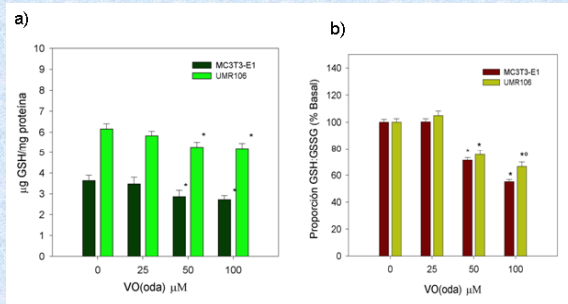 a)
10
9
8
7
6
5
4
3
2
1
0
µg GSH/mg proteína
MC3T3-E1
UMR106
*
*
*
*
0 25 50 100
VO(oda) µM
b)
140
120
100
80
60
40
20
0
Proporción GSH:GSSG (% Basal)
MC3T3-E1
UMR106
*
*
*
*o
0 25 50 100
VO(oda) µM